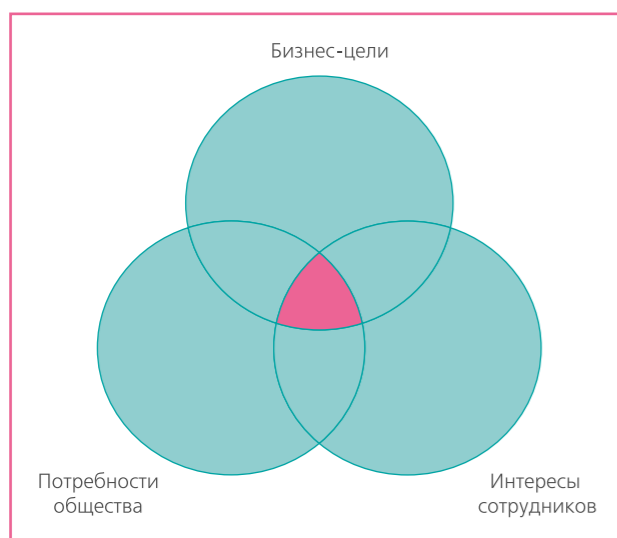 Бизнес-цели
Потребности
общества
Интересы
сотрудников